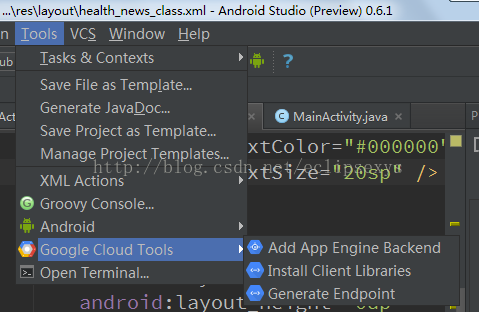 ...\res\layout\health_news_class.xml - Android Studio (Preview) 0.6.1
n Tools VCS Window Help
ub
Tasks & Contexts
Save File as Template...
Generate JavaDoc...
Act
MainActivity.java
P
Save Project as Template...
Manage Project Templates...
xtColor="#000000"
http://blog.csdn.net/eclipsexys
xtSize="20sp" />
XML Actions
Groovy Console...
Android
Google Cloud Tools
Add App Engine Backend
Open Terminal...
Install Client Libraries
Generate Endpoint
android:layout_height="0dp"